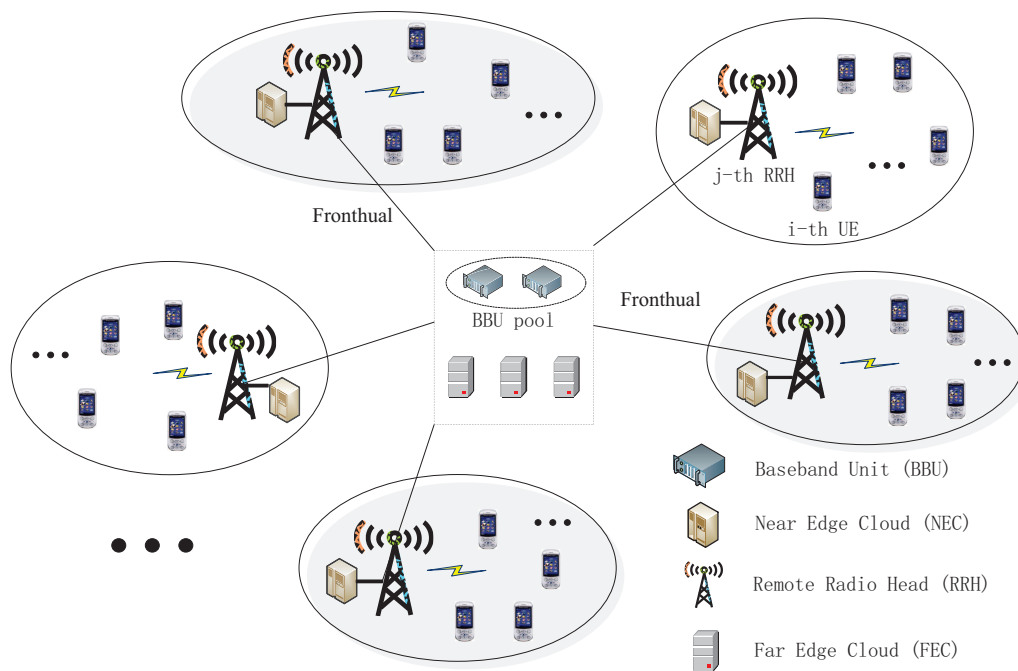 j-th RRH
i-th UE
Fronthual
Fronthual
BBU pool
Baseband Unit (BBU)
Near Edge Cloud (NEC)
Remote Radio Head (RRH)
Far Edge Cloud (FEC)